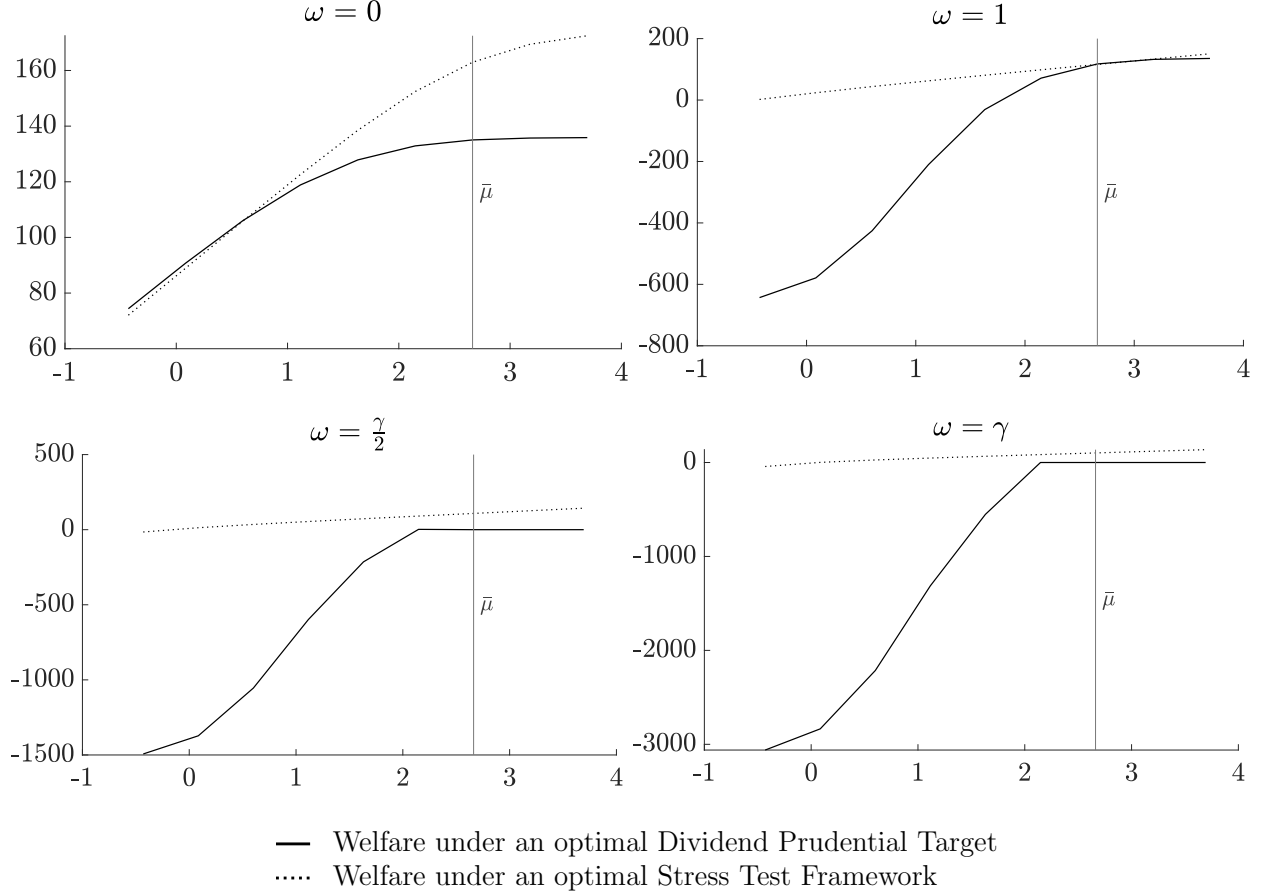 ω = 0
160
140
120
100
80
60
-1 0 1 2 3 4
μ̄
ω = 1
200
0
-200
-400
-600
-800
-1 0 1 2 3 4
μ̄
ω = γ/2
500
0
-500
-1000
-1500
-1 0 1 2 3 4
μ̄
ω = γ
0
-1000
-2000
-3000
-1 0 1 2 3 4
μ̄
Welfare under an optimal Dividend Prudential Target
Welfare under an optimal Stress Test Framework